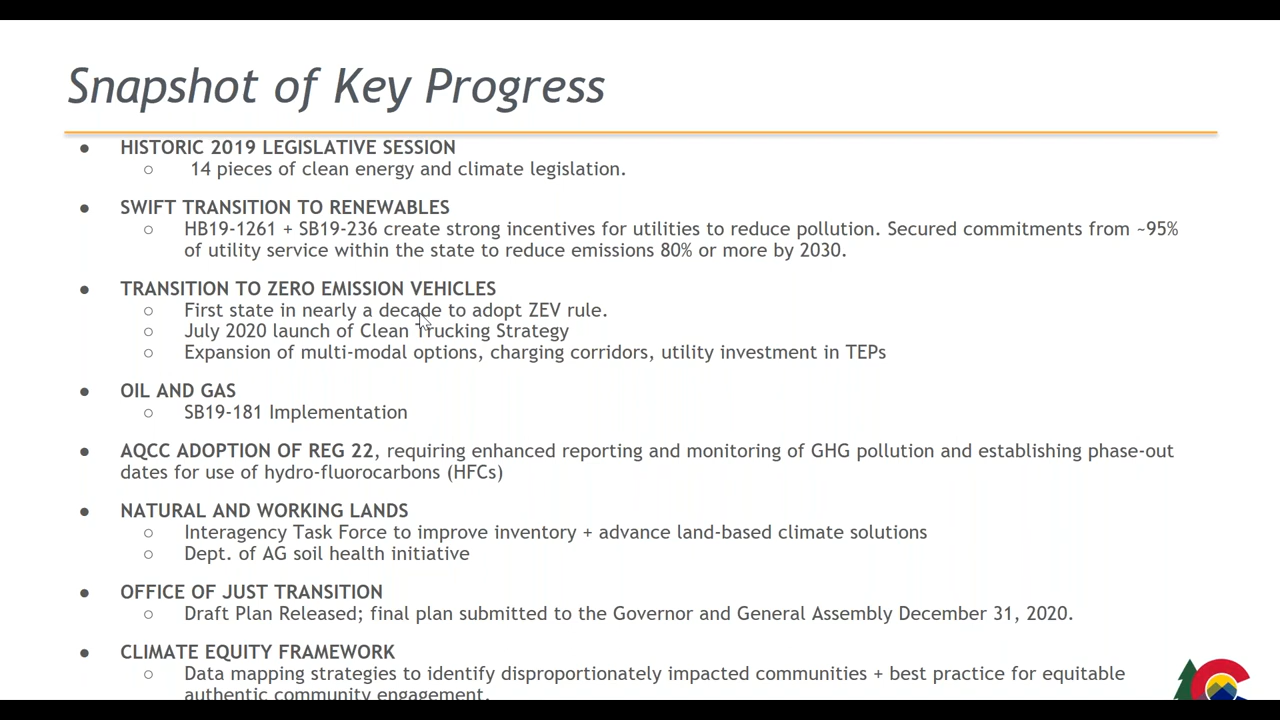 Snapshot of Key Progress
● HISTORIC 2019 LEGISLATIVE SESSION
○ 14 pieces of clean energy and climate legislation.
● SWIFT TRANSITION TO RENEWABLES
○ HB19-1261 + SB19-236 create strong incentives for utilities to reduce pollution. Secured commitments from ~95%
of utility service within the state to reduce emissions 80% or more by 2030.
● TRANSITION TO ZERO EMISSION VEHICLES
○ First state in nearly a decade to adopt ZEV rule.
○ July 2020 launch of Clean Trucking Strategy
○ Expansion of multi-modal options, charging corridors, utility investment in TEPs
● OIL AND GAS
○ SB19-181 Implementation
● AQCC ADOPTION OF REG 22, requiring enhanced reporting and monitoring of GHG pollution and establishing phase-out
dates for use of hydro-fluorocarbons (HFCs)
● NATURAL AND WORKING LANDS
○ Interagency Task Force to improve inventory + advance land-based climate solutions
○ Dept. of AG soil health initiative
● OFFICE OF JUST TRANSITION
○ Draft Plan Released; final plan submitted to the Governor and General Assembly December 31, 2020.
● CLIMATE EQUITY FRAMEWORK
○ Data mapping strategies to identify disproportionately impacted communities + best practice for equitable
authentic community engagement.